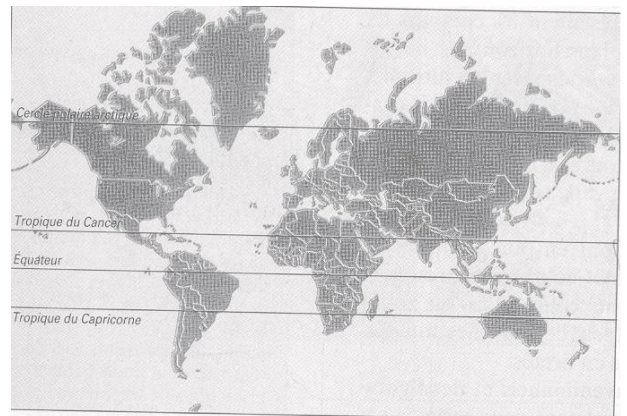 Cercle polaire arctique
Tropique du Cancer
Équateur
Tropique du Capricorne